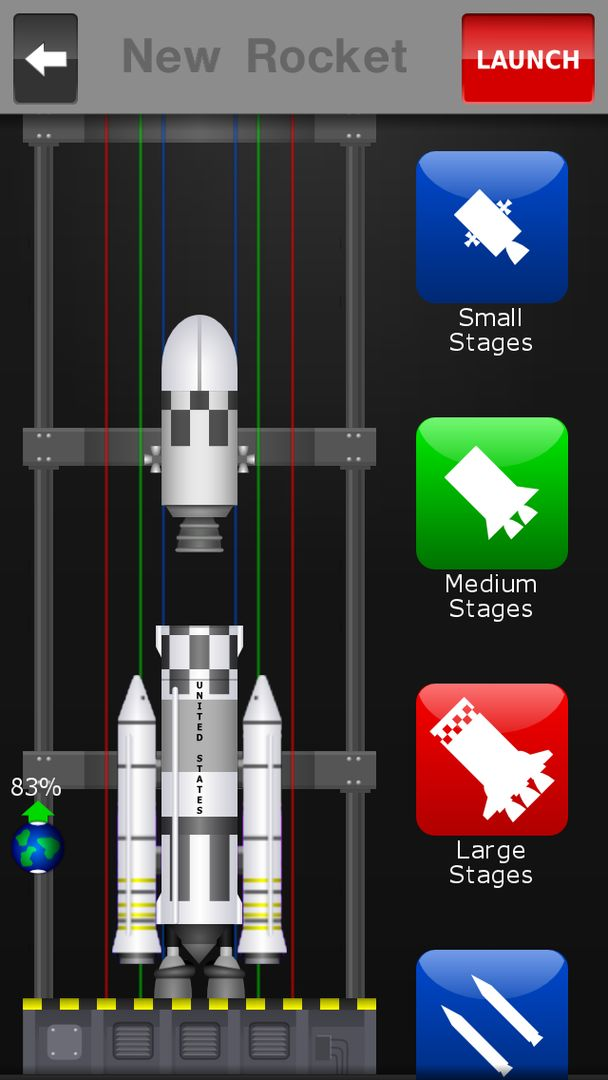 New Rocket
LAUNCH
Small
Stages
Medium
Stages
UNITED STATES
83%
Large
Stages